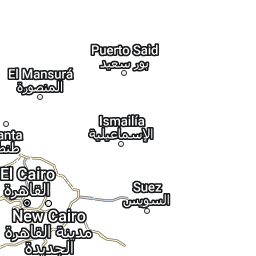 Puerto Said
بور سعيد
El Mansurá
المنصورة
Ismailía
الإسماعيلية
anta
طنط
El Cairo
القاهرة
Suez
السويس
New Cairo
مدينة القاهرة
الجديدة